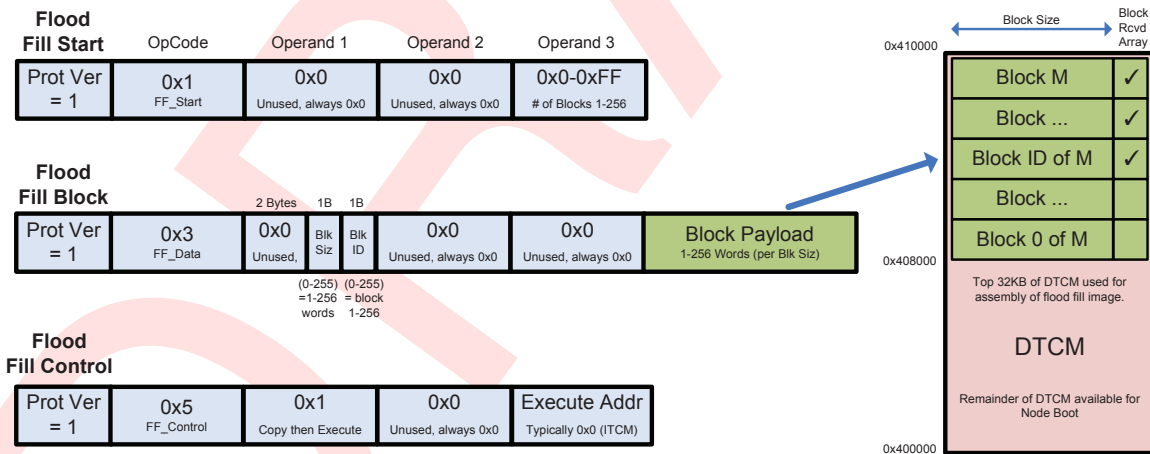 Flood
Fill Start
OpCode
Operand 1
Operand 2
Operand 3
Prot Ver
= 1
0x1
FF_Start
0x0
Unused, always 0x0
0x0
Unused, always 0x0
0x0-0xFF
# of Blocks 1-256
Flood
Fill Block
2 Bytes
1B
1B
Prot Ver
= 1
0x3
FF_Data
0x0
Unused,
Blk
Siz
Blk
ID
0x0
Unused, always 0x0
0x0
Unused, always 0x0
Block Payload
1-256 Words (per Blk Siz)
(0-255)
=1-256
words
(0-255)
= block
1-256
Flood
Fill Control
Prot Ver
= 1
0x5
FF_Control
0x1
Copy then Execute
0x0
Unused, always 0x0
Execute Addr
Typically 0x0 (ITCM)
Block Size
Block
Rcvd
Array
0x410000
Block M ✓
Block ... ✓
Block ID of M ✓
Block ...
Block 0 of M
0x408000
Top 32KB of DTCM used for
assembly of flood fill image.
DTCM
Remainder of DTCM available for
Node Boot
0x400000